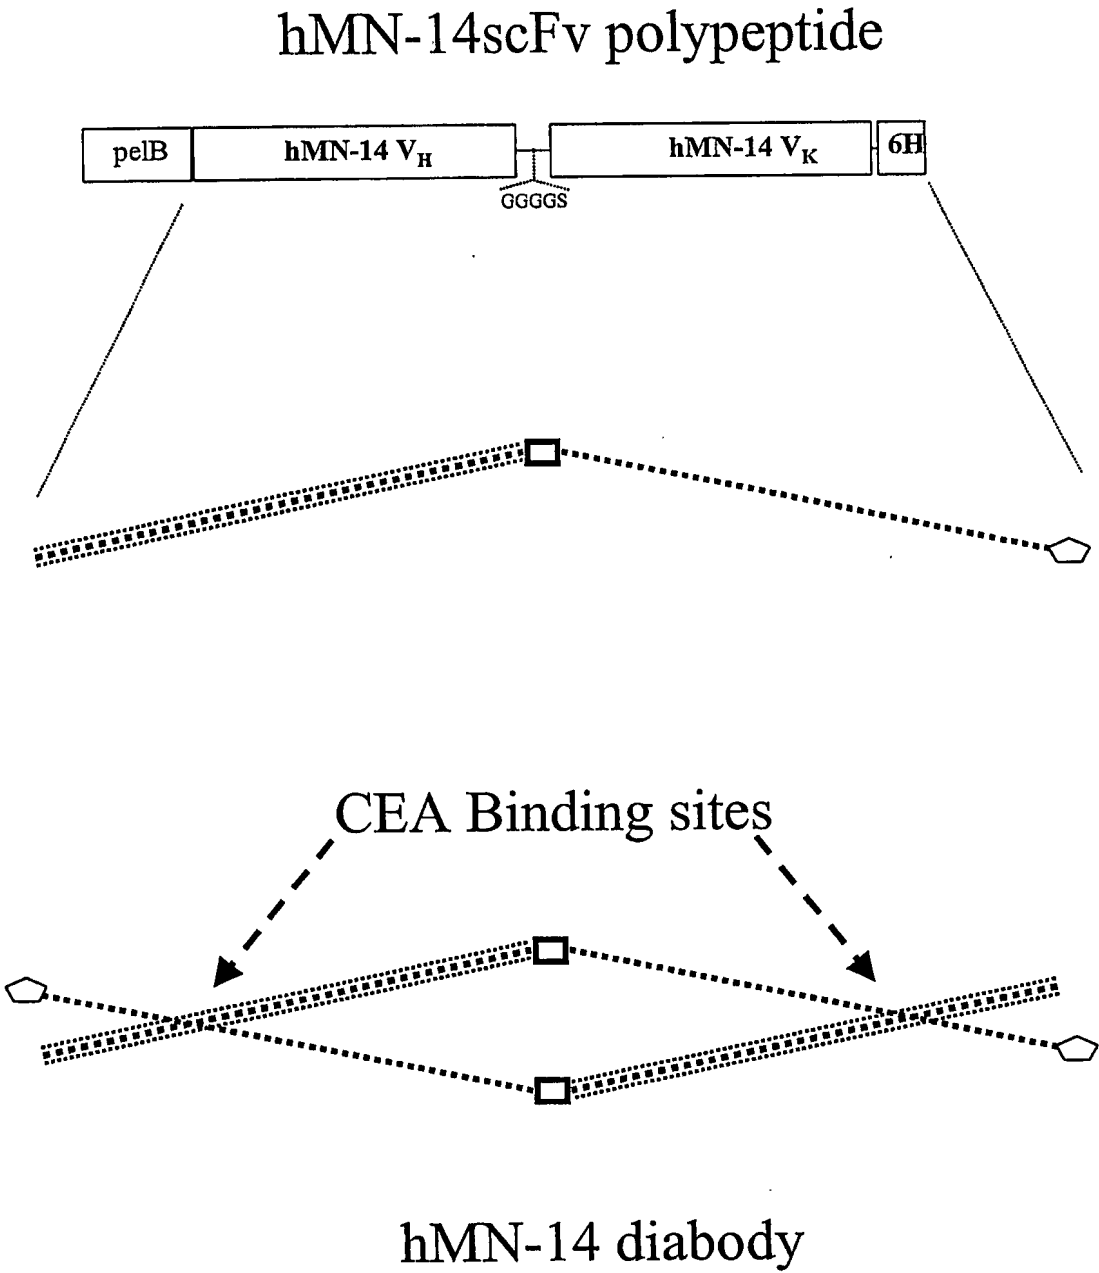 hMN-14scFv polypeptide
pelB hMN-14 VH hMN-14 VK 6H
GGGGS
CEA Binding sites
hMN-14 diabody